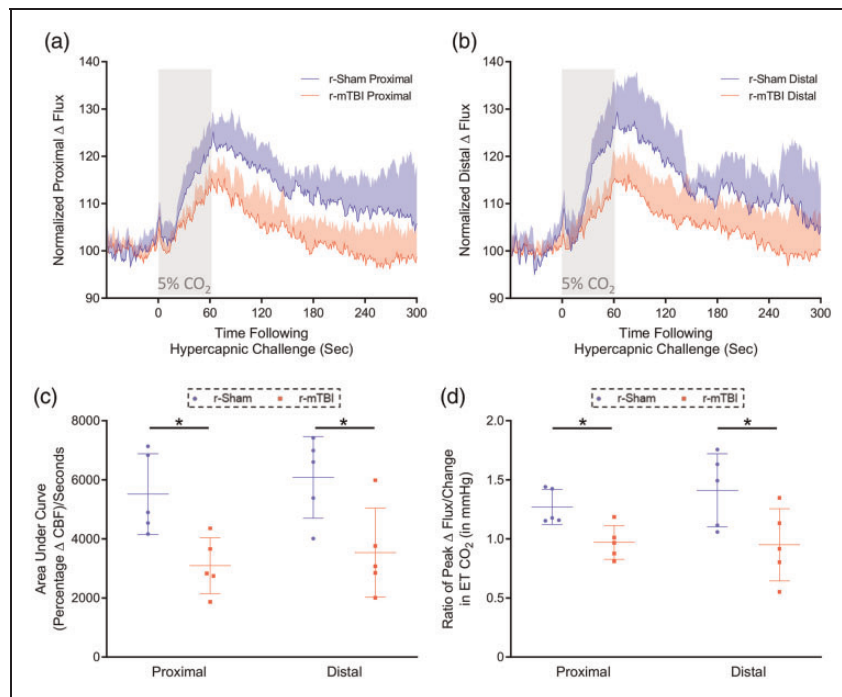 (a)
140
130
120
110
100
90
Normalized Proximal Δ Flux
r-Sham Proximal
r-mTBI Proximal
5% CO₂
0 60 120 180 240 300
Time Following
Hypercapnic Challenge (Sec)
(b)
140
130
120
110
100
90
Normalized Distal Δ Flux
r-Sham Distal
r-mTBI Distal
5% CO₂
0 60 120 180 240 300
Time Following
Hypercapnic Challenge (Sec)
(c)
r-Sham r-mTBI
8000
6000
4000
2000
0
Area Under Curve
(Percentage Δ CBF)/Seconds
* *
Proximal Distal
(d)
r-Sham r-mTBI
2.0
1.5
1.0
0.5
0.0
Ratio of Peak Δ Flux/Change
in ET CO₂ (in mmHg)
* *
Proximal Distal